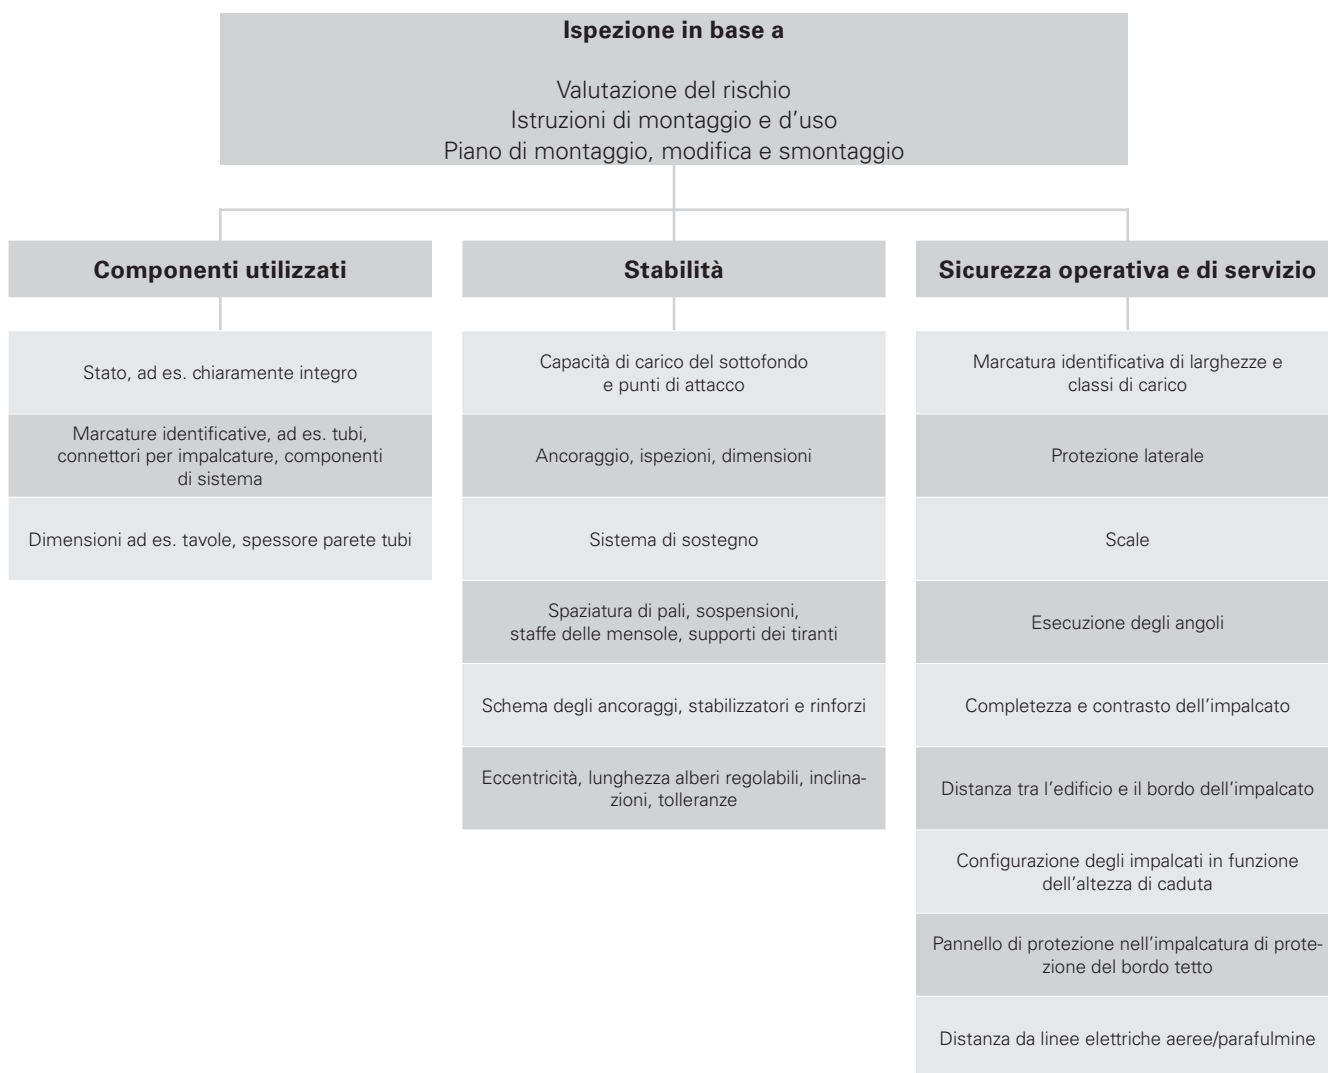 Ispezione in base a
Valutazione del rischio
Istruzioni di montaggio e d’uso
Piano di montaggio, modifica e smontaggio
Componenti utilizzati
Stato, ad es. chiaramente integro
Marcature identificative, ad es. tubi,
connettori per impalcature, componenti
di sistema
Dimensioni ad es. tavole, spessore parete tubi
Stabilità
Capacità di carico del sottofondo
e punti di attacco
Ancoraggio, ispezioni, dimensioni
Sistema di sostegno
Spaziatura di pali, sospensioni,
staffe delle mensole, supporti dei tiranti
Schema degli ancoraggi, stabilizzatori e rinforzi
Eccentricità, lunghezza alberi regolabili, inclina-
zioni, tolleranze
Sicurezza operativa e di servizio
Marcatura identificativa di larghezze e
classi di carico
Protezione laterale
Scale
Esecuzione degli angoli
Completezza e contrasto dell’impalcato
Distanza tra l’edificio e il bordo dell’impalcato
Configurazione degli impalcati in funzione
dell’altezza di caduta
Pannello di protezione nell’impalcatura di prote-
zione del bordo tetto
Distanza da linee elettriche aeree/parafulmine